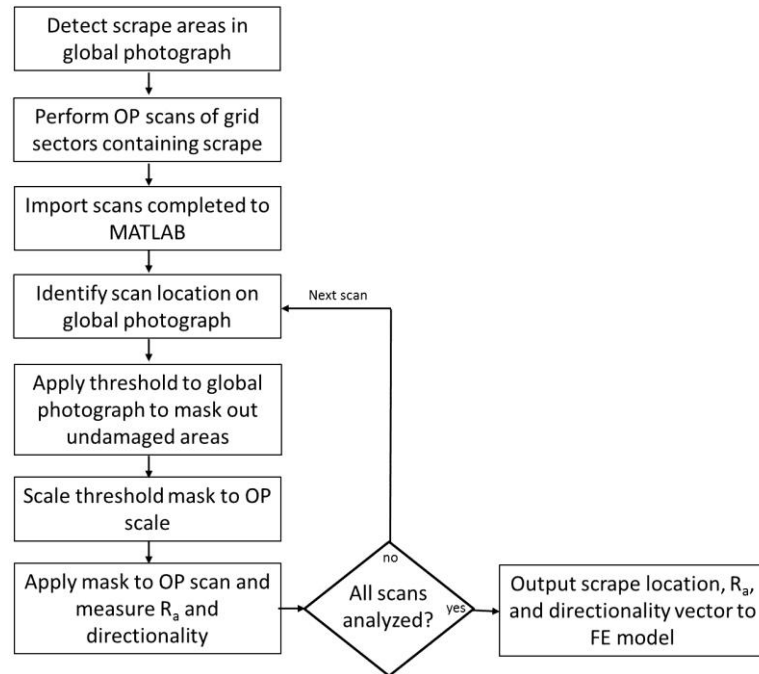 Detect scrape areas in
global photograph
Perform OP scans of grid
sectors containing scrape
Import scans completed to
MATLAB
Identify scan location on
global photograph
Next scan
Apply threshold to global
photograph to mask out
undamaged areas
Scale threshold mask to OP
scale
Apply mask to OP scan and
measure Rₐ and
directionality
no
All scans
analyzed?
yes
Output scrape location, Rₐ,
and directionality vector to
FE model